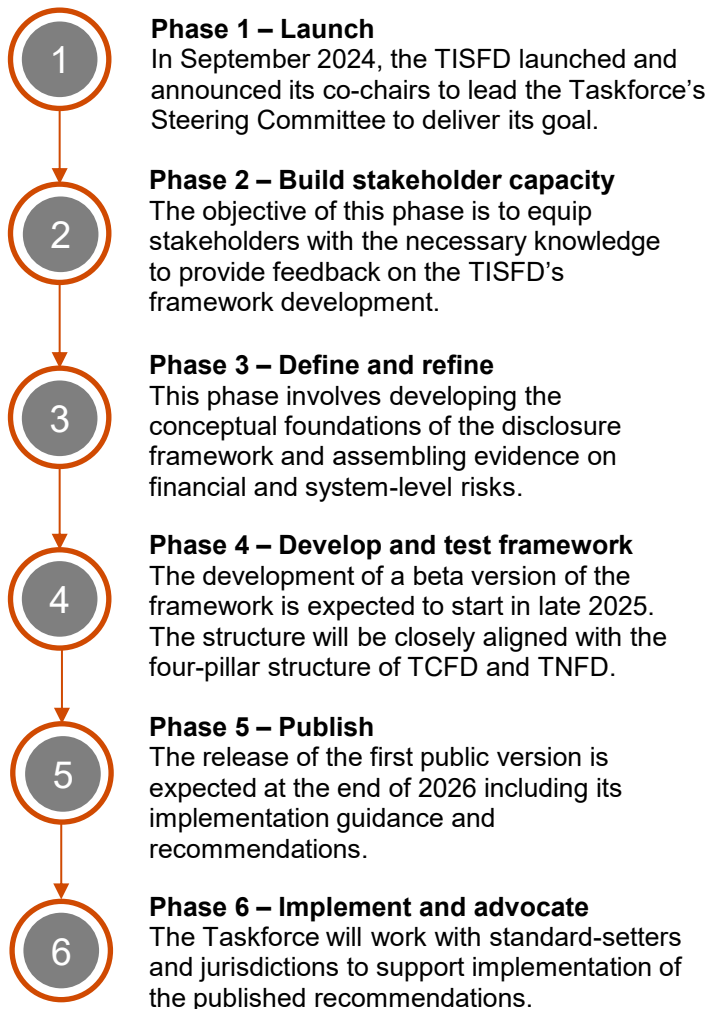 1
Phase 1 – Launch
In September 2024, the TISFD launched and
announced its co-chairs to lead the Taskforce’s
Steering Committee to deliver its goal.
2
Phase 2 – Build stakeholder capacity
The objective of this phase is to equip
stakeholders with the necessary knowledge
to provide feedback on the TISFD’s
framework development.
3
Phase 3 – Define and refine
This phase involves developing the
conceptual foundations of the disclosure
framework and assembling evidence on
financial and system-level risks.
4
Phase 4 – Develop and test framework
The development of a beta version of the
framework is expected to start in late 2025.
The structure will be closely aligned with the
four-pillar structure of TCFD and TNFD.
5
Phase 5 – Publish
The release of the first public version is
expected at the end of 2026 including its
implementation guidance and
recommendations.
6
Phase 6 – Implement and advocate
The Taskforce will work with standard-setters
and jurisdictions to support implementation of
the published recommendations.